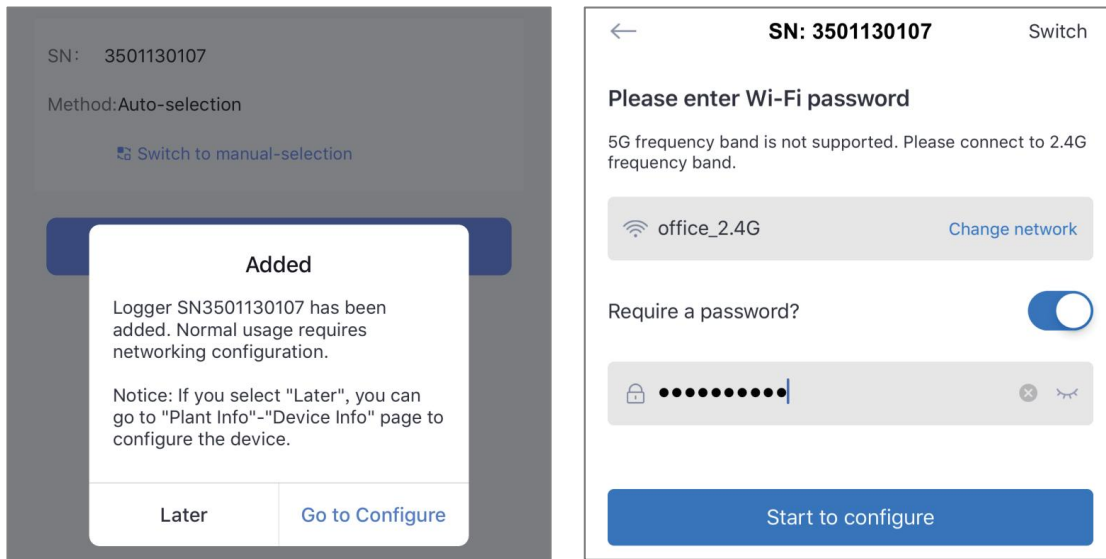 SN: 3501130107
Method:Auto-selection
Switch to manual-selection
Added
Logger SN3501130107 has been
added. Normal usage requires
networking configuration.
Notice: If you select "Later", you can
go to "Plant Info"-"Device Info" page to
configure the device.
Later
Go to Configure
SN: 3501130107
Switch
Please enter Wi-Fi password
5G frequency band is not supported. Please connect to 2.4G
frequency band.
office_2.4G
Change network
Require a password?
●●●●●●●●●●
Start to configure